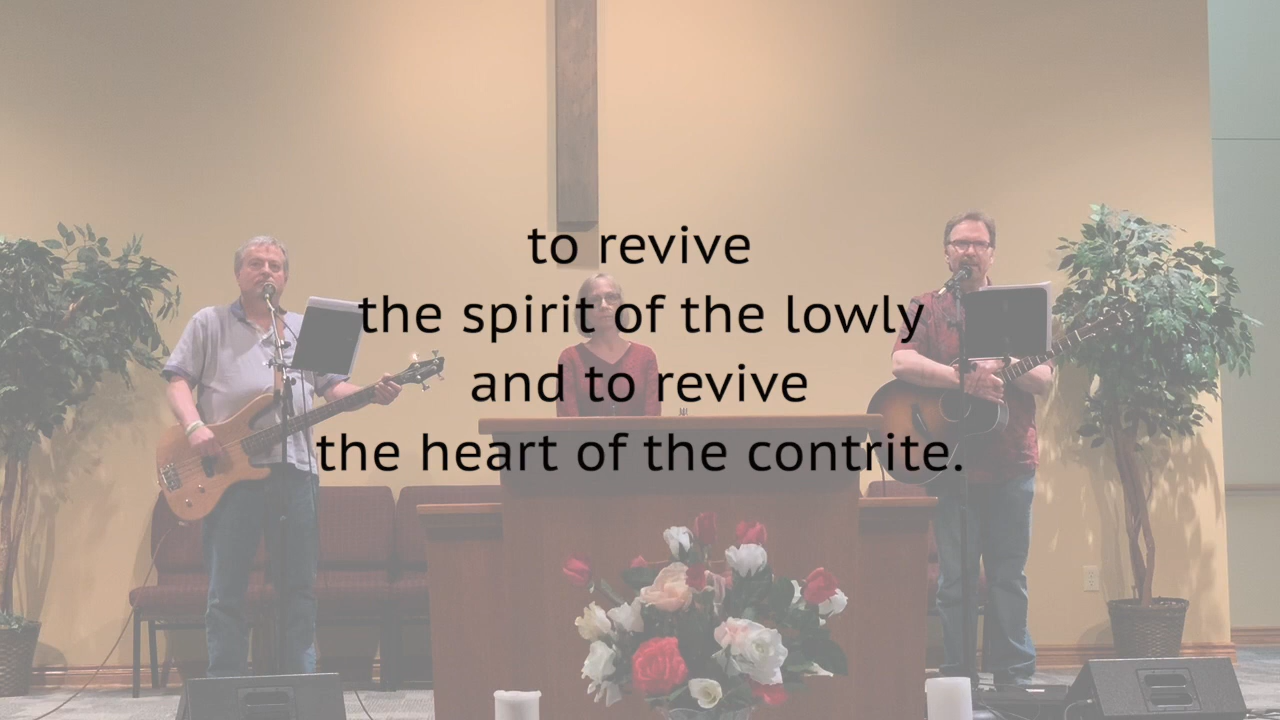 to revive
the spirit of the lowly
and to revive
the heart of the contrite.